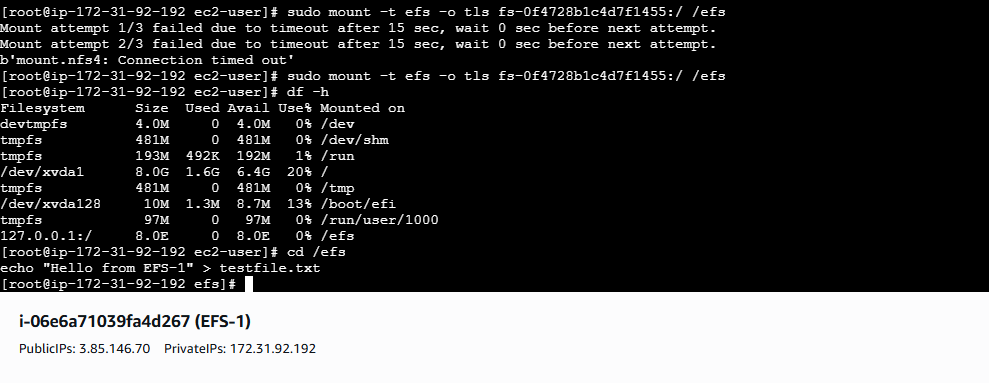 [root@ip-172-31-92-192 ec2-user]# sudo mount -t efs -o tls fs-0f4728b1c4d7f1455:/ /efs
Mount attempt 1/3 failed due to timeout after 15 sec, wait 0 sec before next attempt.
Mount attempt 2/3 failed due to timeout after 15 sec, wait 0 sec before next attempt.
b'mount.nfs4: Connection timed out'
[root@ip-172-31-92-192 ec2-user]# sudo mount -t efs -o tls fs-0f4728b1c4d7f1455:/ /efs
[root@ip-172-31-92-192 ec2-user]# df -h
Filesystem      Size  Used Avail Use% Mounted on
devtmpfs        4.0M     0  4.0M   0% /dev
tmpfs           481M     0  481M   0% /dev/shm
tmpfs           193M  492K  192M   1% /run
/dev/xvda1      8.0G  1.6G  6.4G  20% /
tmpfs           481M     0  481M   0% /tmp
/dev/xvda128     10M  1.3M  8.7M  13% /boot/efi
tmpfs            97M     0   97M   0% /run/user/1000
127.0.0.1:/     8.0E     0  8.0E   0% /efs
[root@ip-172-31-92-192 ec2-user]# cd /efs
echo "Hello from EFS-1" > testfile.txt
[root@ip-172-31-92-192 efs]#
i-06e6a71039fa4d267 (EFS-1)
PublicIPs: 3.85.146.70 PrivateIPs: 172.31.92.192